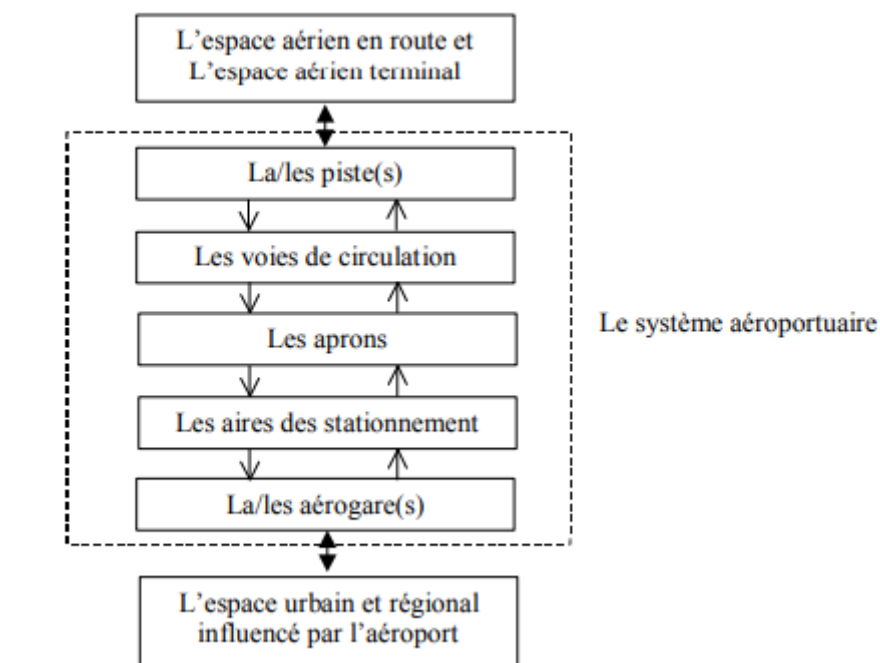 L'espace aérien en route et
L'espace aérien terminal
La/les piste(s)
Les voies de circulation
Les aprons
Le système aéroportuaire
Les aires des stationnement
La/les aérogare(s)
L'espace urbain et régional
influencé par l'aéroport